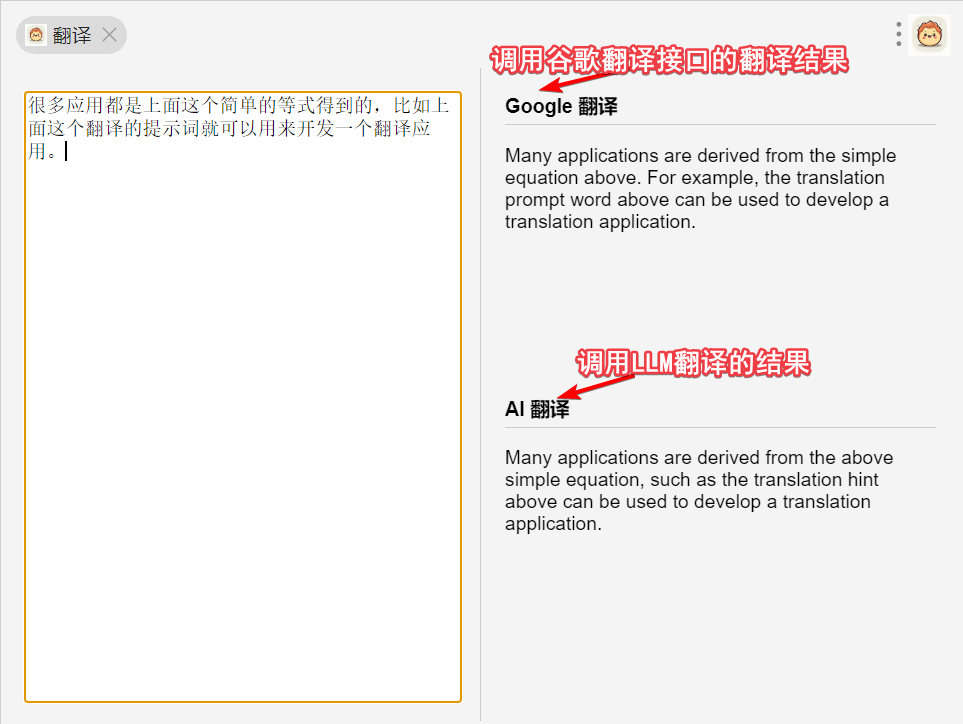 翻译
很多应用都是上面这个简单的等式得到的，比如上
面这个翻译的提示词就可以用来开发一个翻译应
用。
调用谷歌翻译接口的翻译结果
Google 翻译
Many applications are derived from the simple
equation above. For example, the translation
prompt word above can be used to develop a
translation application.
调用LLM翻译的结果
AI 翻译
Many applications are derived from the above
simple equation, such as the translation hint
above can be used to develop a translation
application.